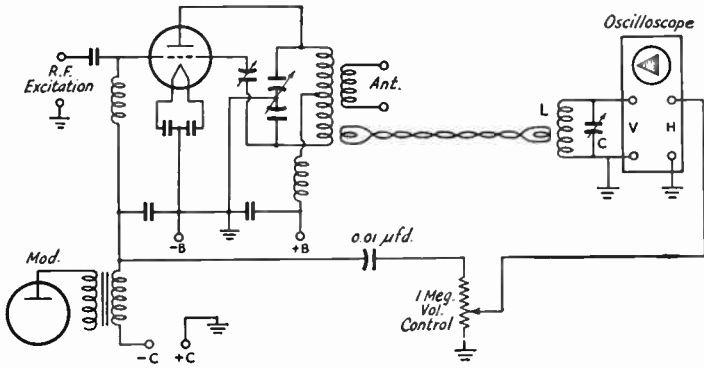 Oscilloscope
R.F.
Excitation
Ant.
L
C
V
H
-B
+B
0.01 µfd.
Mod.
1 Meg.
Vol.
Control
-C
+C